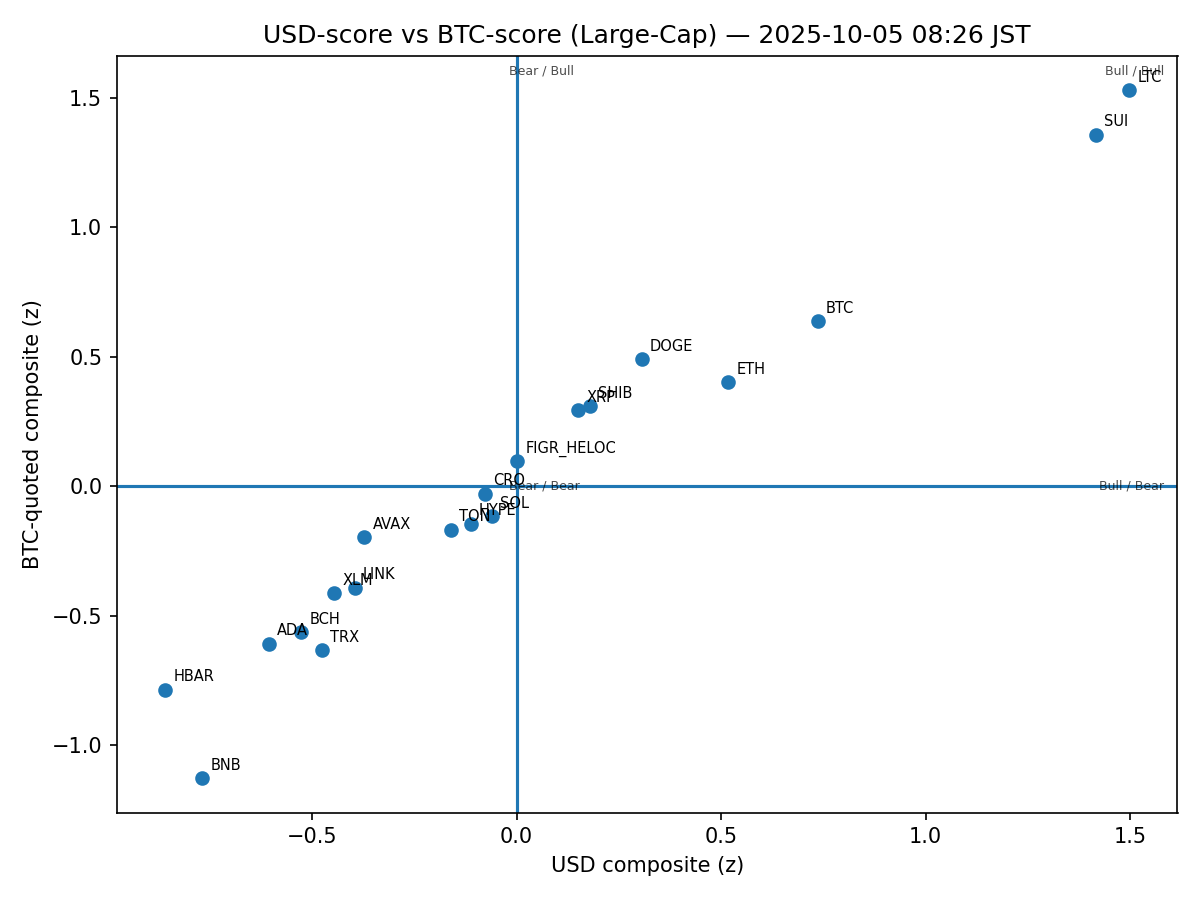 USD-score vs BTC-score (Large-Cap) — 2025-10-05 08:26 JST
Bear / Bull
Bull / Bull
LTC
SUI
BTC
DOGE
ETH
SHIB
XRP
FIGR_HELOC
CRO
Bear / Bear
Bull / Bear
SOL
HYPE
TON
AVAX
LINK
XLM
BCH
ADA
TRX
HBAR
BNB
1.5
1.0
0.5
0.0
−0.5
−1.0
BTC-quoted composite (z)
−0.5
0.0
0.5
1.0
1.5
USD composite (z)